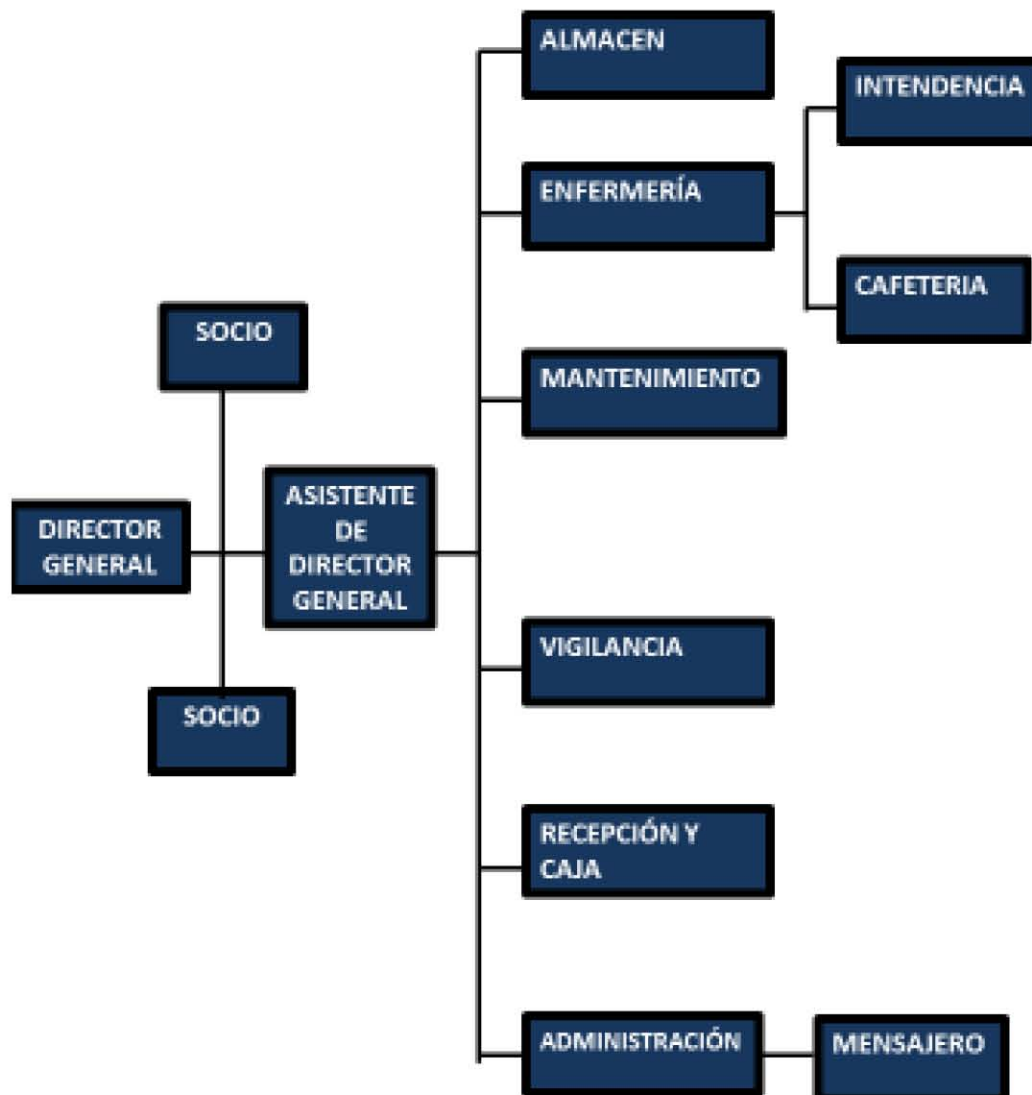 ALMACEN
INTENDENCIA
ENFERMERÍA
CAFETERIA
SOCIO
MANTENIMIENTO
DIRECTOR
GENERAL
ASISTENTE
DE
DIRECTOR
GENERAL
VIGILANCIA
SOCIO
RECEPCIÓN Y
CAJA
ADMINISTRACIÓN
MENSAJERO